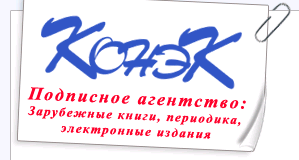 КОНЭК
Подписное агентство:
Зарубежные книги, периодика,
электронные издания